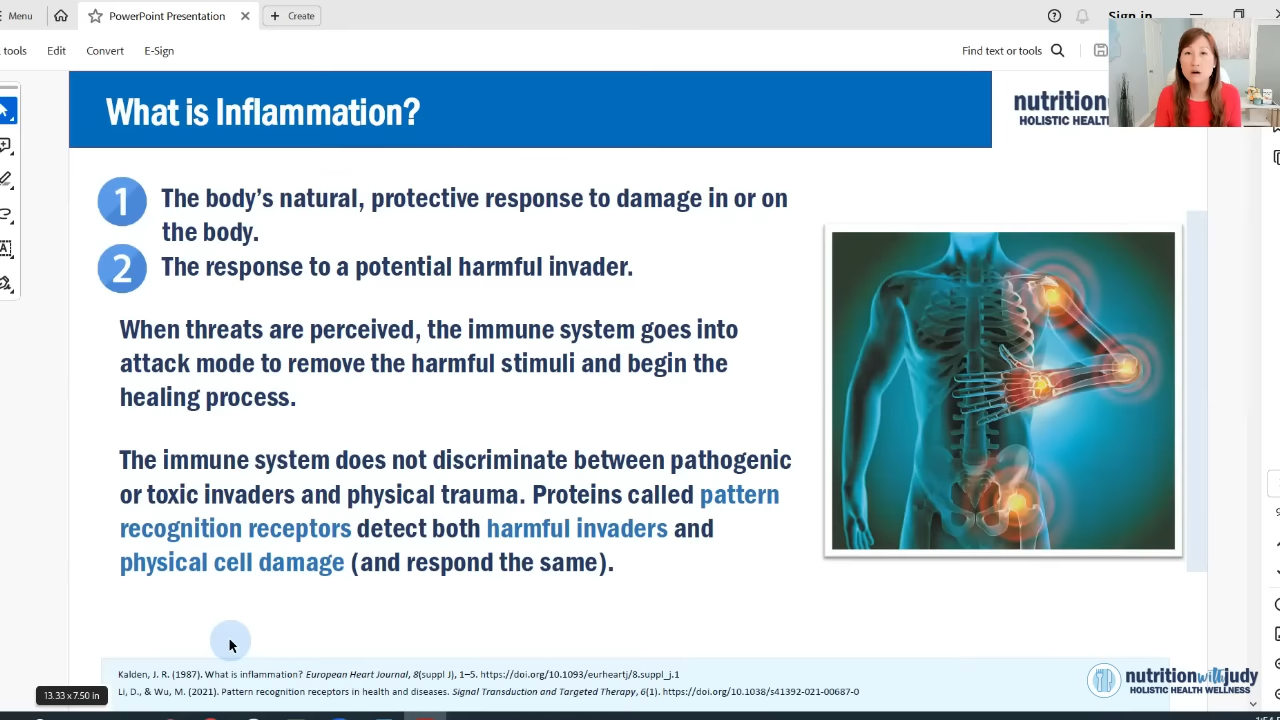 Menu
PowerPoint Presentation
Create
tools
Edit
Convert
E-Sign
Find text or tools
What is Inflammation?
nutrition
HOLISTIC HEALTH
1
The body's natural, protective response to damage in or on
the body.
2
The response to a potential harmful invader.
When threats are perceived, the immune system goes into
attack mode to remove the harmful stimuli and begin the
healing process.
The immune system does not discriminate between pathogenic
or toxic invaders and physical trauma. Proteins called pattern
recognition receptors detect both harmful invaders and
physical cell damage (and respond the same).
Kalden, J. R. (1987). What is inflammation? European Heart Journal, 8(suppl J), 1–5. https://doi.org/10.1093/eurheartj/8.suppl_j.1
Li, D., & Wu, M. (2021). Pattern recognition receptors in health and diseases. Signal Transduction and Targeted Therapy, 6(1). https://doi.org/10.1038/s41392-021-00687-0
13.33 x 7.50 in
nutrition with judy
HOLISTIC HEALTH WELLNESS